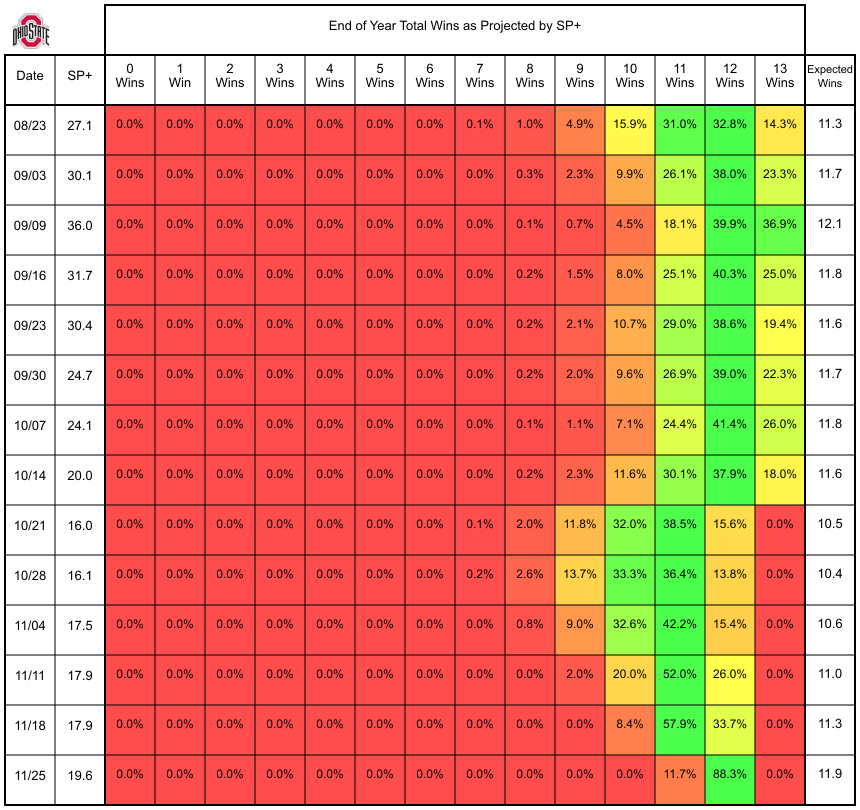 OHIO STATE
End of Year Total Wins as Projected by SP+
Date SP+ 0 Wins 1 Win 2 Wins 3 Wins 4 Wins 5 Wins 6 Wins 7 Wins 8 Wins 9 Wins 10 Wins 11 Wins 12 Wins 13 Wins Expected Wins
08/23 27.1 0.0% 0.0% 0.0% 0.0% 0.0% 0.0% 0.0% 0.1% 1.0% 4.9% 15.9% 31.0% 32.8% 14.3% 11.3
09/03 30.1 0.0% 0.0% 0.0% 0.0% 0.0% 0.0% 0.0% 0.0% 0.3% 2.3% 9.9% 26.1% 38.0% 23.3% 11.7
09/09 36.0 0.0% 0.0% 0.0% 0.0% 0.0% 0.0% 0.0% 0.0% 0.1% 0.7% 4.5% 18.1% 39.9% 36.9% 12.1
09/16 31.7 0.0% 0.0% 0.0% 0.0% 0.0% 0.0% 0.0% 0.0% 0.2% 1.5% 8.0% 25.1% 40.3% 25.0% 11.8
09/23 30.4 0.0% 0.0% 0.0% 0.0% 0.0% 0.0% 0.0% 0.0% 0.2% 2.1% 10.7% 29.0% 38.6% 19.4% 11.6
09/30 24.7 0.0% 0.0% 0.0% 0.0% 0.0% 0.0% 0.0% 0.0% 0.2% 2.0% 9.6% 26.9% 39.0% 22.3% 11.7
10/07 24.1 0.0% 0.0% 0.0% 0.0% 0.0% 0.0% 0.0% 0.0% 0.1% 1.1% 7.1% 24.4% 41.4% 26.0% 11.8
10/14 20.0 0.0% 0.0% 0.0% 0.0% 0.0% 0.0% 0.0% 0.0% 0.2% 2.3% 11.6% 30.1% 37.9% 18.0% 11.6
10/21 16.0 0.0% 0.0% 0.0% 0.0% 0.0% 0.0% 0.0% 0.1% 2.0% 11.8% 32.0% 38.5% 15.6% 0.0% 10.5
10/28 16.1 0.0% 0.0% 0.0% 0.0% 0.0% 0.0% 0.0% 0.2% 2.6% 13.7% 33.3% 36.4% 13.8% 0.0% 10.4
11/04 17.5 0.0% 0.0% 0.0% 0.0% 0.0% 0.0% 0.0% 0.0% 0.8% 9.0% 32.6% 42.2% 15.4% 0.0% 10.6
11/11 17.9 0.0% 0.0% 0.0% 0.0% 0.0% 0.0% 0.0% 0.0% 0.0% 2.0% 20.0% 52.0% 26.0% 0.0% 11.0
11/18 17.9 0.0% 0.0% 0.0% 0.0% 0.0% 0.0% 0.0% 0.0% 0.0% 0.0% 8.4% 57.9% 33.7% 0.0% 11.3
11/25 19.6 0.0% 0.0% 0.0% 0.0% 0.0% 0.0% 0.0% 0.0% 0.0% 0.0% 0.0% 11.7% 88.3% 0.0% 11.9